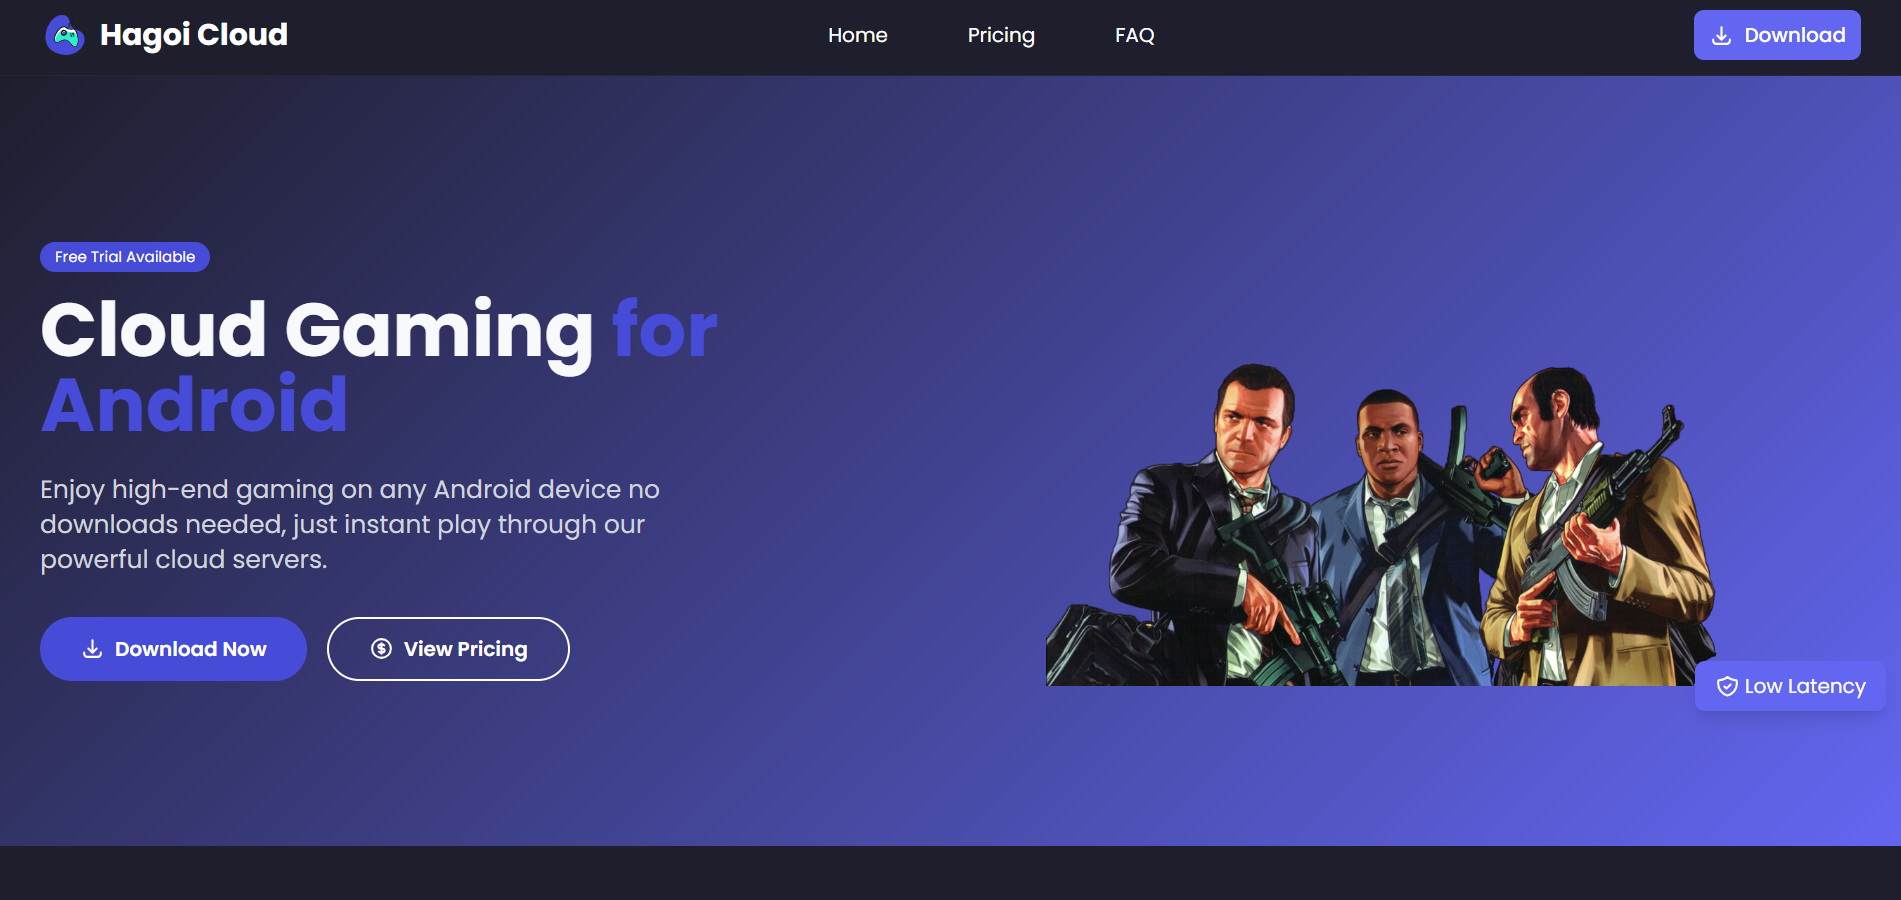 Hagoi Cloud
Home
Pricing
FAQ
Download
Free Trial Available
Cloud Gaming for
Android
Enjoy high-end gaming on any Android device no
downloads needed, just instant play through our
powerful cloud servers.
Download Now
View Pricing
Low Latency